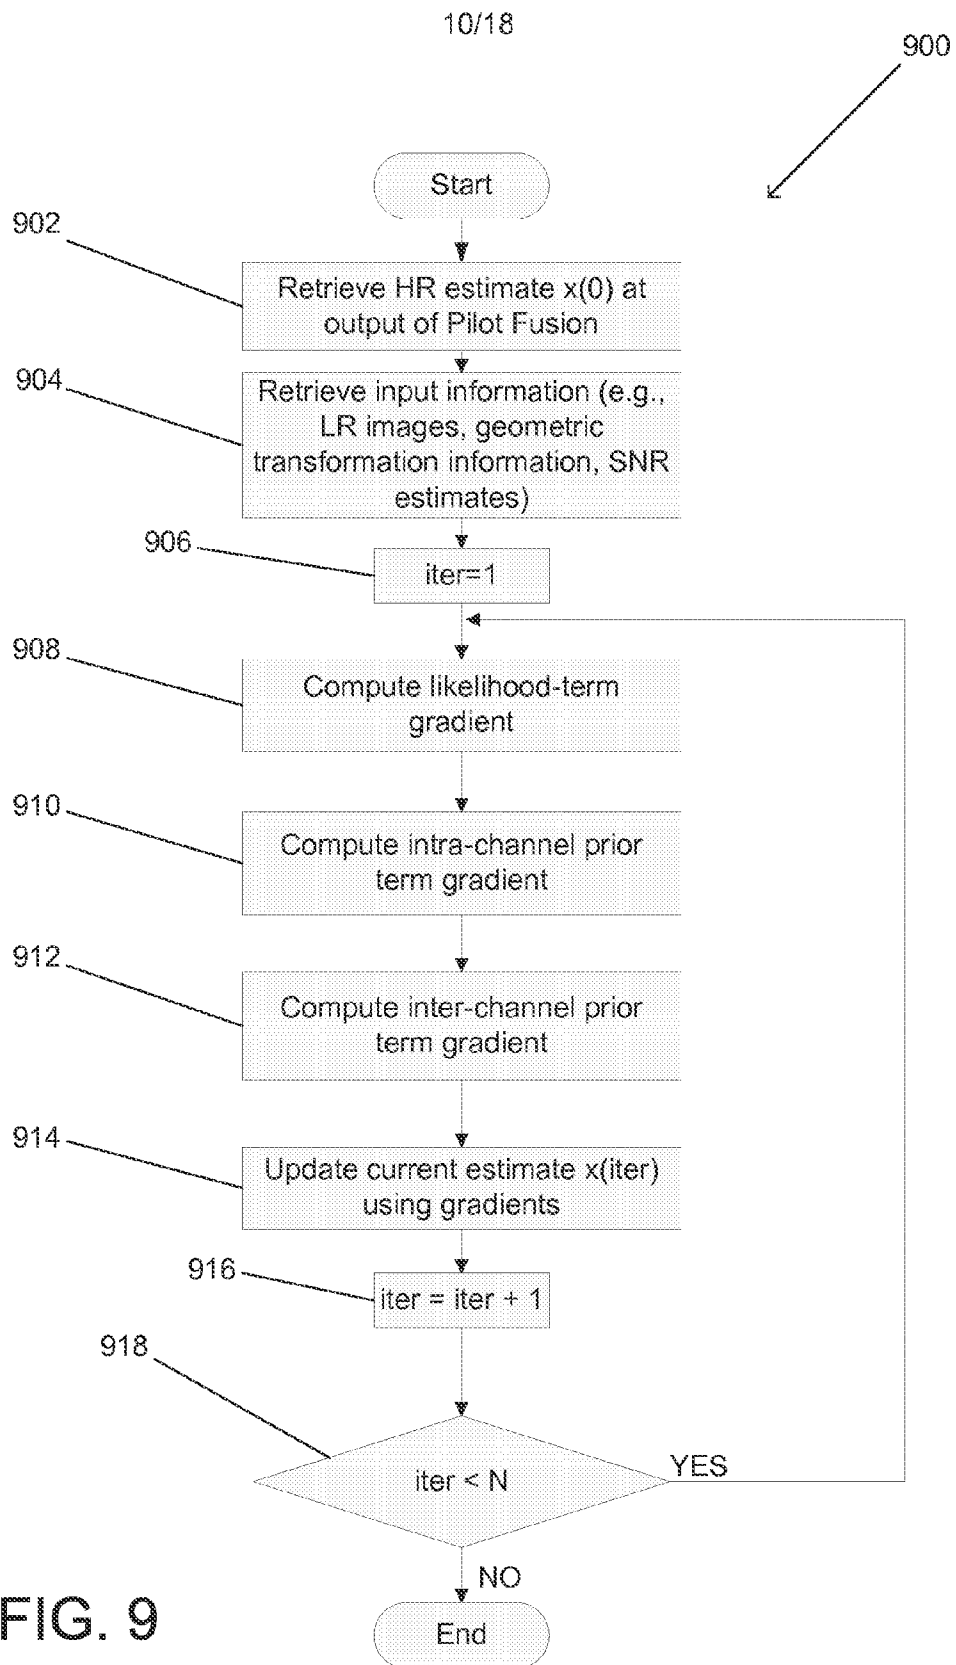 10/18
900
Start
902
Retrieve HR estimate x(0) at
output of Pilot Fusion
904
Retrieve input information (e.g.,
LR images, geometric
transformation information, SNR
estimates)
906
iter=1
908
Compute likelihood-term
gradient
910
Compute intra-channel prior
term gradient
912
Compute inter-channel prior
term gradient
914
Update current estimate x(iter)
using gradients
916
iter = iter + 1
918
iter < N
YES
NO
End
FIG. 9